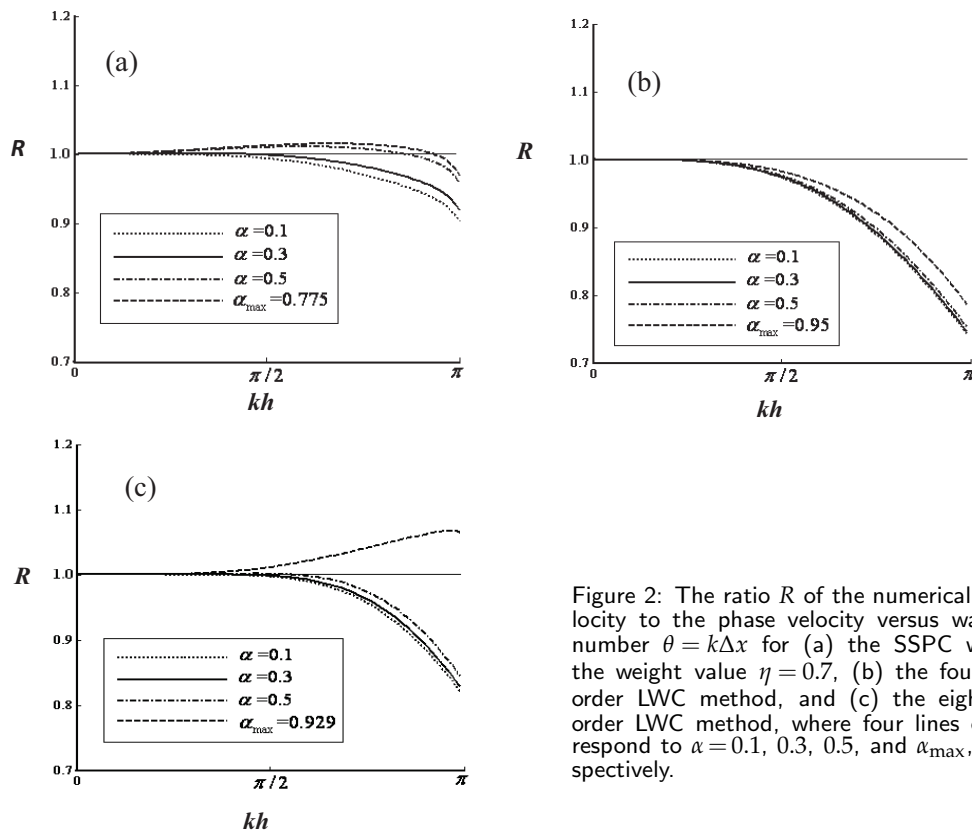 1.2
1.1
R
1.0
0.9
0.8
0.7
(a)
α =0.1
α =0.3
α =0.5
α max =0.775
0
π / 2
π
kh
1.2
1.1
R
1.0
0.9
0.8
0.7
(b)
α =0.1
α =0.3
α =0.5
α max =0.95
0
π / 2
π
kh
1.2
1.1
R
1.0
0.9
0.8
0.7
(c)
α =0.1
α =0.3
α =0.5
α max =0.929
0
π / 2
π
kh
Figure 2: The ratio R of the numerical
locity to the phase velocity versus wa
number θ = kΔx for (a) the SSPC w
the weight value η = 0.7, (b) the fou
order LWC method, and (c) the eigh
order LWC method, where four lines
respond to α = 0.1, 0.3, 0.5, and αmax,
spectively.